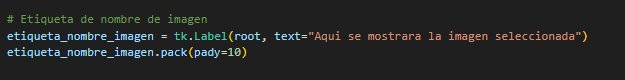 # Etiqueta de nombre de imagen
etiqueta_nombre_imagen = tk.Label(root, text="Aqui se mostrara la imagen seleccionada")
etiqueta_nombre_imagen.pack(pady=10)